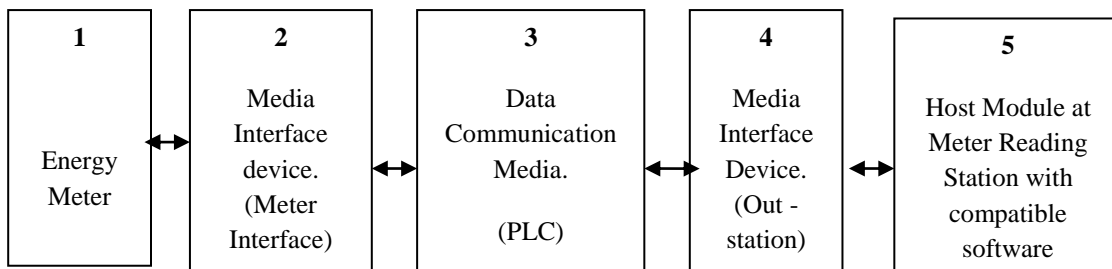 1
Energy
Meter
2
Media
Interface
device.
(Meter
Interface)
3
Data
Communication
Media.
(PLC)
4
Media
Interface
Device.
(Out -
station)
5
Host Module at
Meter Reading
Station with
compatible
software